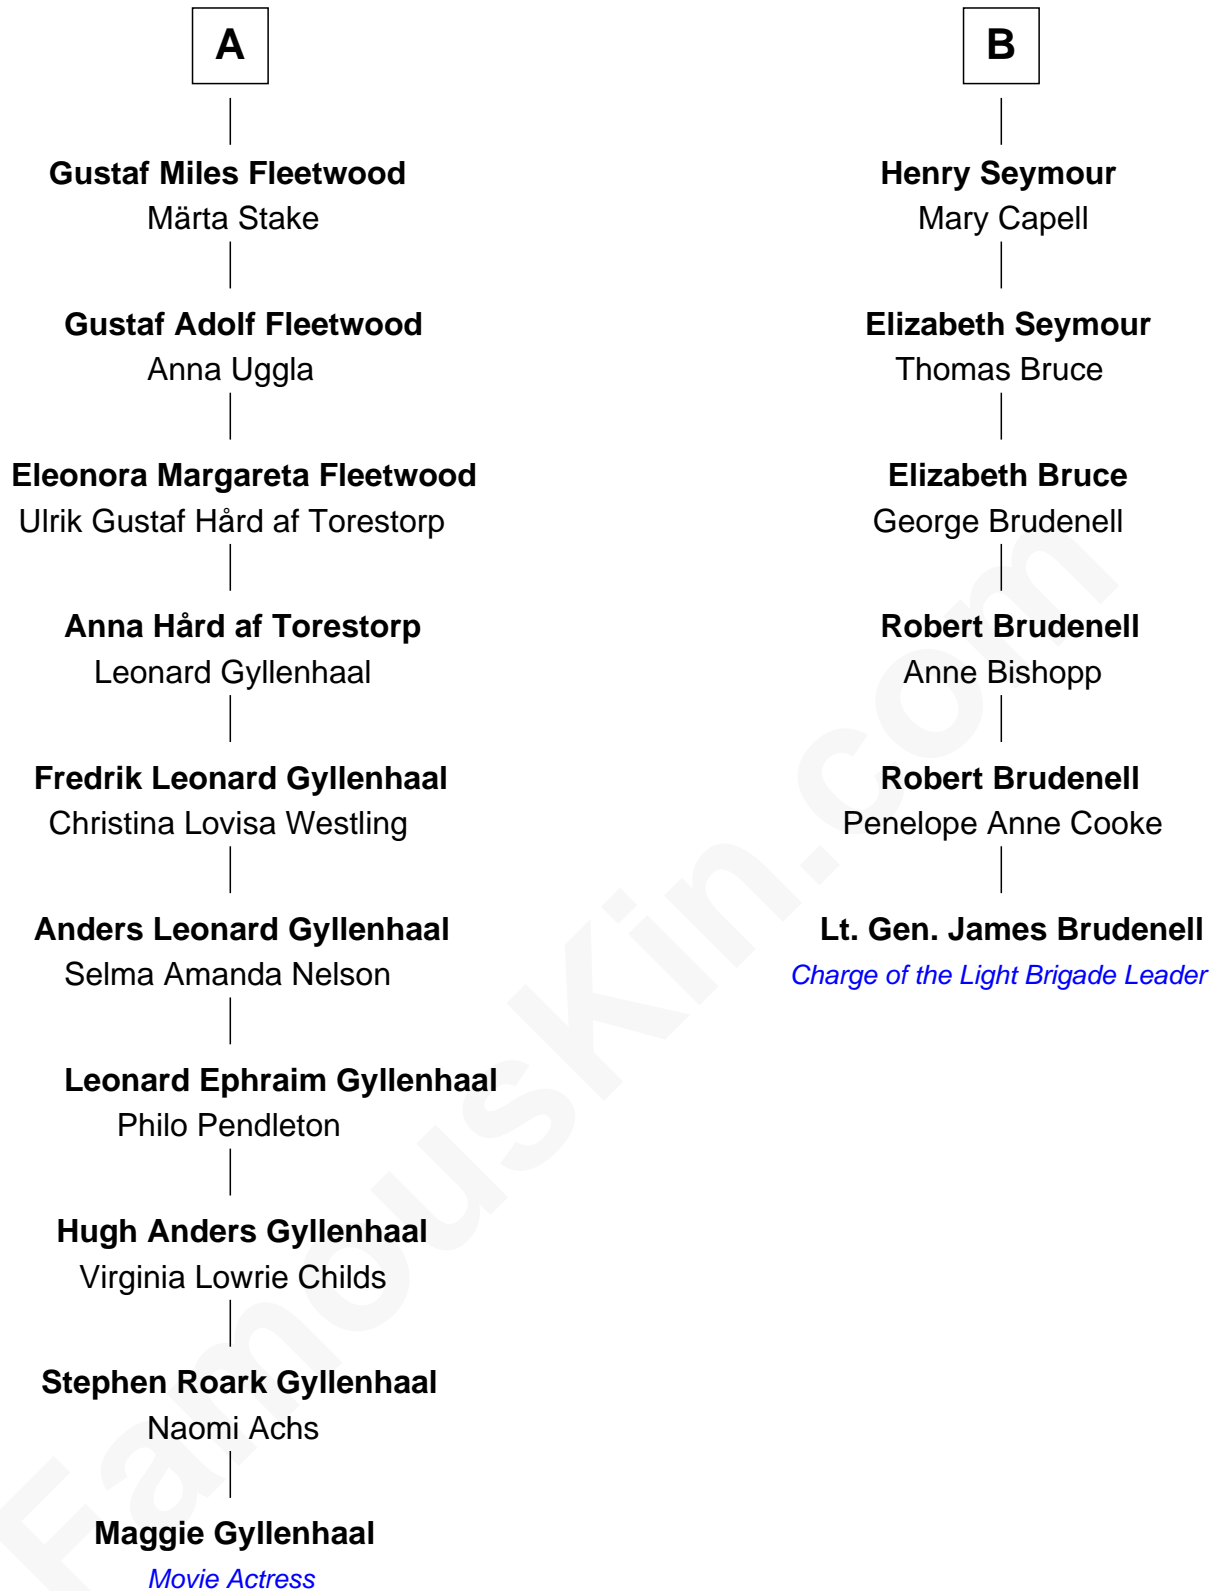 A
Gustaf Miles Fleetwood
Märta Stake
Gustaf Adolf Fleetwood
Anna Uggla
Eleonora Margareta Fleetwood
Ulrik Gustaf Hård af Torestorp
Anna Hård af Torestorp
Leonard Gyllenhaal
Fredrik Leonard Gyllenhaal
Christina Lovisa Westling
Anders Leonard Gyllenhaal
Selma Amanda Nelson
Leonard Ephraim Gyllenhaal
Philo Pendleton
Hugh Anders Gyllenhaal
Virginia Lowrie Childs
Stephen Roark Gyllenhaal
Naomi Achs
Maggie Gyllenhaal
Movie Actress
B
Henry Seymour
Mary Capell
Elizabeth Seymour
Thomas Bruce
Elizabeth Bruce
George Brudenell
Robert Brudenell
Anne Bishopp
Robert Brudenell
Penelope Anne Cooke
Lt. Gen. James Brudenell
Charge of the Light Brigade Leader
FamousKin.com